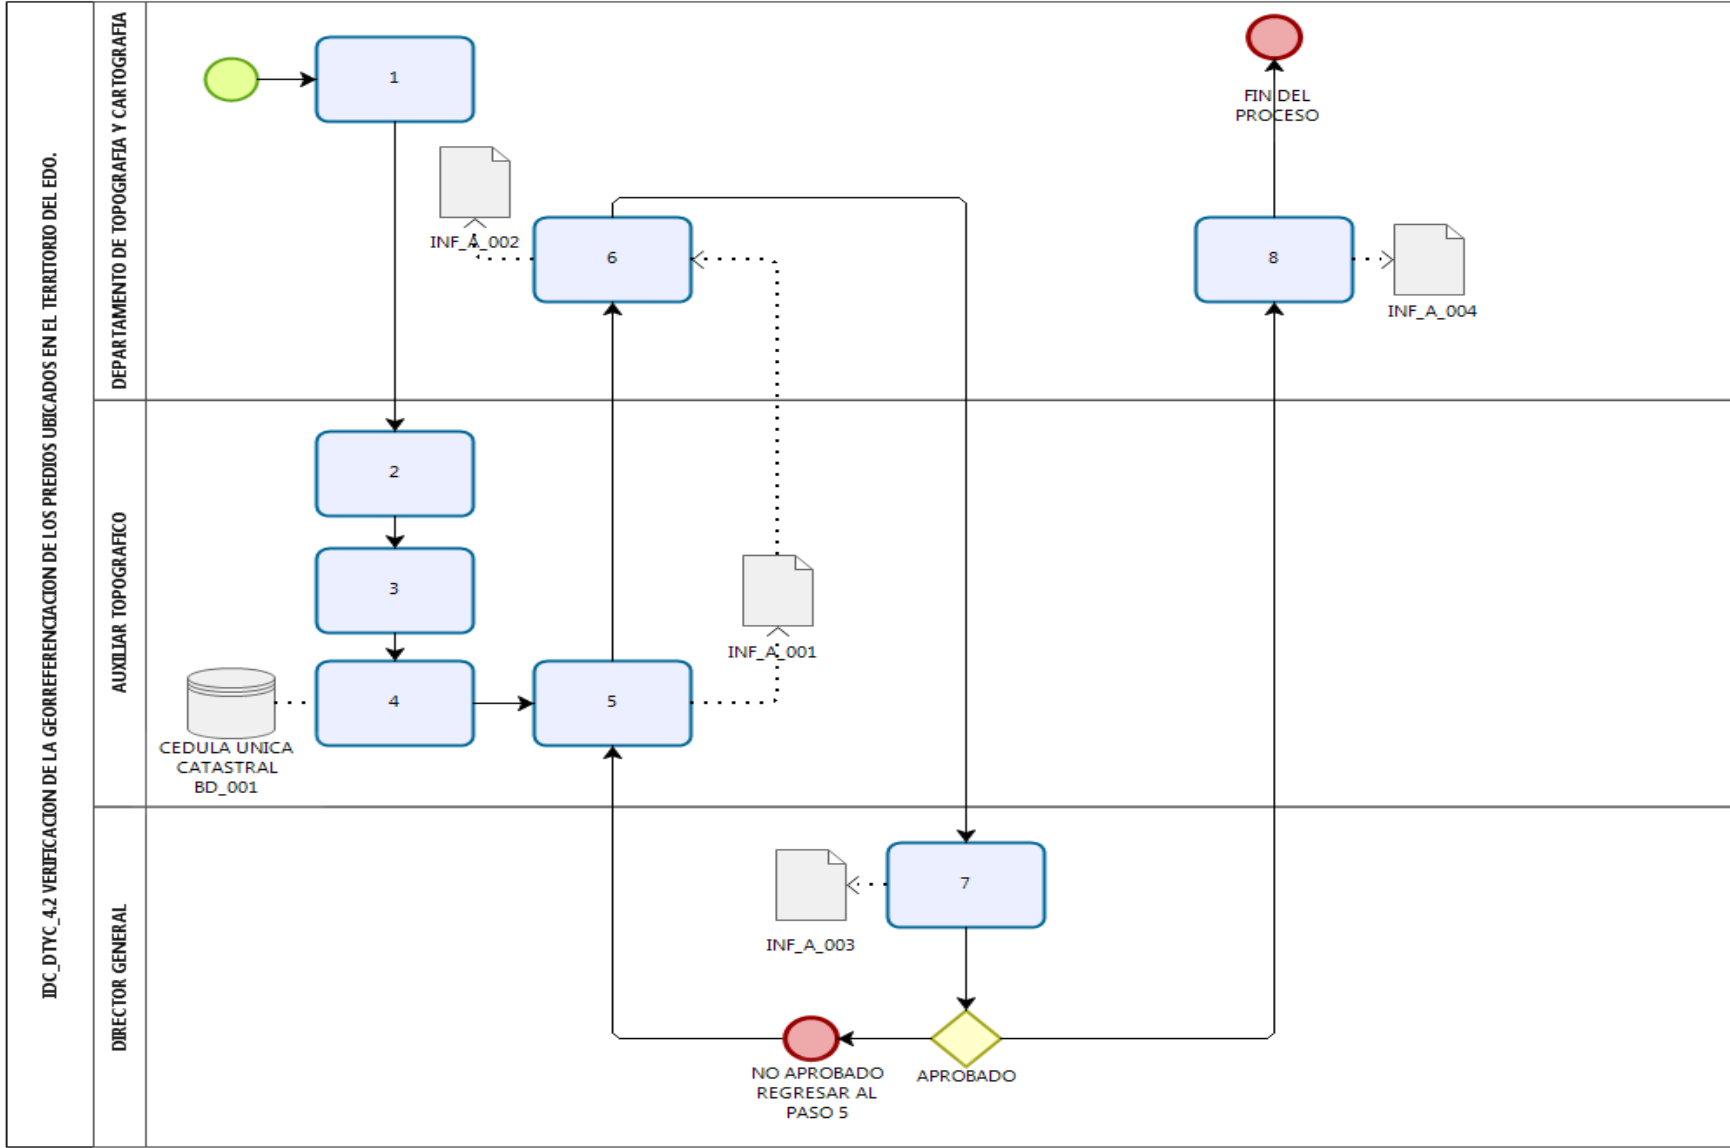 IDC_DTYC_4.2 VERIFICACION DE LA GEOREFERENCIACION DE LOS PREDIOS UBICADOS EN EL TERRITORIO DEL EDO.
DEPARTAMENTO DE TOPOGRAFIA Y CARTOGRAFIA
1
INF_A_002
6
FIN DEL
PROCESO
8
INF_A_004
AUXILIAR TOPOGRAFICO
2
3
4
CEDULA UNICA
CATASTRAL
BD_001
5
INF_A_001
DIRECTOR GENERAL
7
INF_A_003
NO APROBADO
REGRESAR AL
PASO 5
APROBADO